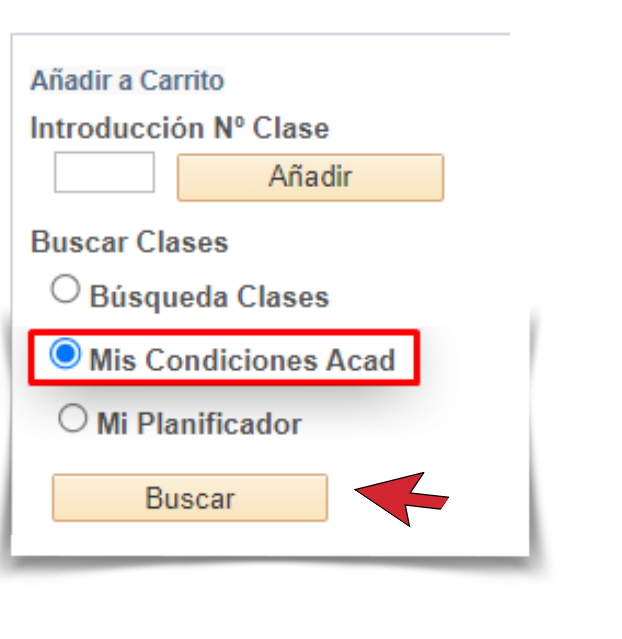 Añadir a Carrito
Introducción Nº Clase
Añadir
Buscar Clases
Búsqueda Clases
Mis Condiciones Acad
Mi Planificador
Buscar